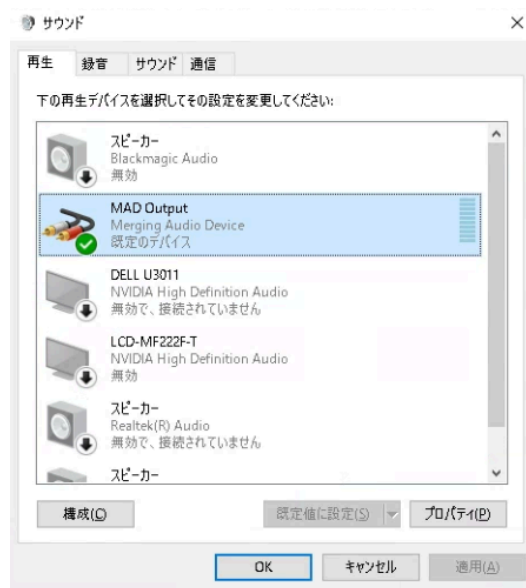 サウンド
再生 録音 サウンド 通信
下の再生デバイスを選択してその設定を変更してください:
スピーカー
Blackmagic Audio
無効
MAD Output
Merging Audio Device
既定のデバイス
DELL U3011
NVIDIA High Definition Audio
無効で、接続されていません
LCD-MF222F-T
NVIDIA High Definition Audio
無効
スピーカー
Realtek(R) Audio
無効で、接続されていません
スピーカー
構成(C) 既定値に設定(S) プロパティ(P)
OK キャンセル 適用(A)